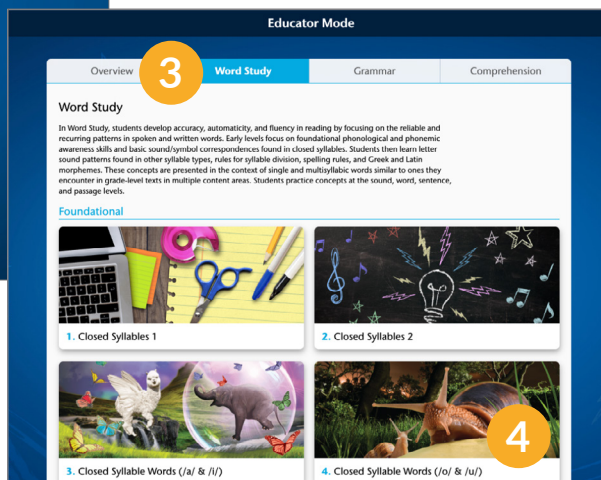 Educator Mode
Overview
3
Word Study
Grammar
Comprehension
Word Study
In Word Study, students develop accuracy, automaticity, and fluency in reading by focusing on the reliable and
recurring patterns in spoken and written words. Early levels focus on foundational phonological and phonemic
awareness skills and basic sound/symbol correspondences found in closed syllables. Students then learn letter
sound patterns found in other syllable types, rules for syllable division, spelling rules, and Greek and Latin
morphemes. These concepts are presented in the context of single and multisyllabic words similar to ones they
encounter in grade-level texts in multiple content areas. Students practice concepts at the sound, word, sentence,
and passage levels.
Foundational
1. Closed Syllables 1
2. Closed Syllables 2
4
3. Closed Syllable Words (/a/ & /i/)
4. Closed Syllable Words (/o/ & /u/)